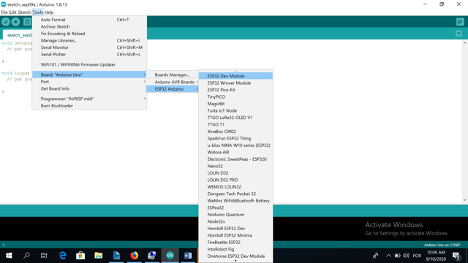 sketch_sep09a | Arduino 1.8.13
File Edit Sketch Tools Help
Auto Format Ctrl+T
Archive Sketch
Fix Encoding & Reload
Manage Libraries... Ctrl+Shift+I
Serial Monitor Ctrl+Shift+M
Serial Plotter Ctrl+Shift+L
WiFi101 / WiFiNINA Firmware Updater
Board: "Arduino Uno"
Port
Get Board Info
Programmer: "AVRISP mkII"
Burn Bootloader
Boards Manager...
Arduino AVR Boards
ESP32 Arduino
ESP32 Dev Module
ESP32 Wrover Module
ESP32 Pico Kit
TinyPICO
MagicBit
Turta IoT Node
TTGO LoRa32-OLED V1
TTGO T1
XinaBox CW02
SparkFun ESP32 Thing
u-blox NINA-W10 series (ESP32)
Widora AIR
Electronic SweetPeas - ESP320
Nano32
LOLIN D32
LOLIN D32 PRO
WEMOS LOLIN32
Dongsen Tech Pocket 32
WeMos WiFi&Bluetooth Battery
ESPea32
Noduino Quantum
Node32s
Hornbill ESP32 Dev
Hornbill ESP32 Minima
FireBeetle-ESP32
IntoRobot Fig
Onehorse ESP32 Dev Module
void setup()
// put you
}
void loop()
// put you
}
Activate Windows
Go to Settings to activate Windows.
Arduino Uno on COM7
POR
10:06 AM
9/10/2020